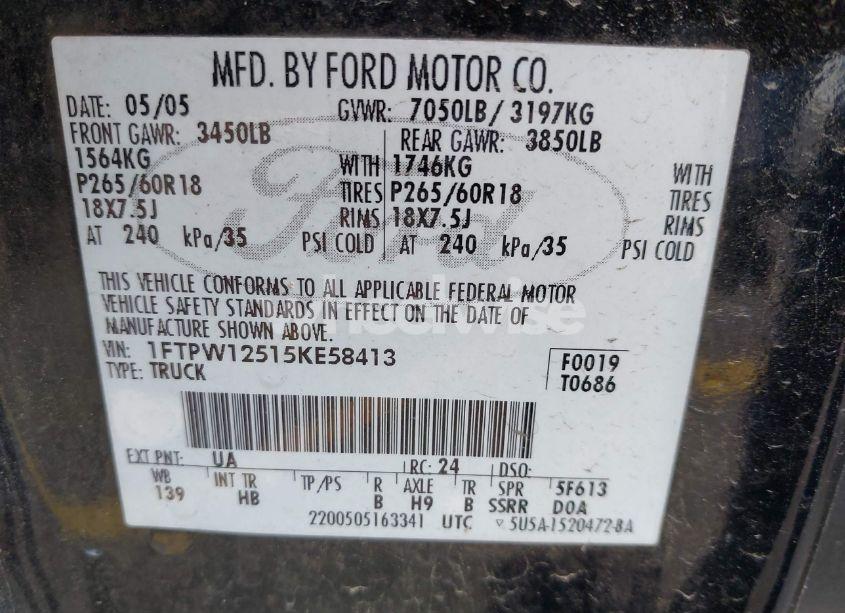 MFD. BY FORD MOTOR CO.
DATE: 05/05 GVWR: 7050LB / 3197KG
FRONT GAWR: 3450LB REAR GAWR: 3850LB
1564KG WITH 1746KG WITH
P265/60R18 TIRES P265/60R18 TIRES
18X7.5J RIMS 18X7.5J RIMS
AT 240 kPa/35 PSI COLD AT 240 kPa/35 PSI COLD
THIS VEHICLE CONFORMS TO ALL APPLICABLE FEDERAL MOTOR
VEHICLE SAFETY STANDARDS IN EFFECT ON THE DATE OF
MANUFACTURE SHOWN ABOVE.
VIN: 1FTPW12515KE58413 F0019
TYPE: TRUCK T0686
EXT PNT: UA RC: 24 DSO:
WB INT TR TP/PS R AXLE TR SPR 5F613
139 HB B H9 B SSRR DOA
2200505163341 UTC ▽ 5U5A-1520472-BA
Ford